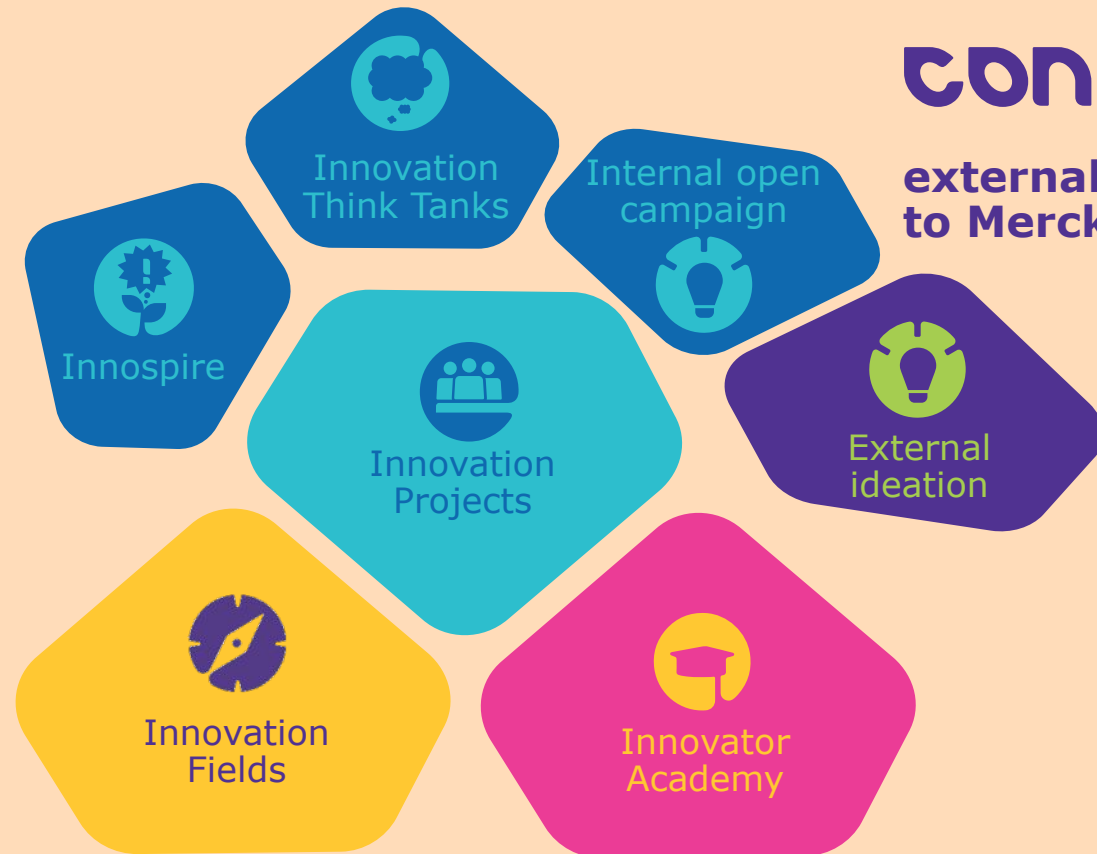 con
external
to Merck
Innovation
Think Tanks
Internal open
campaign
Innospire
External
ideation
Innovation
Projects
Innovation
Fields
Innovator
Academy